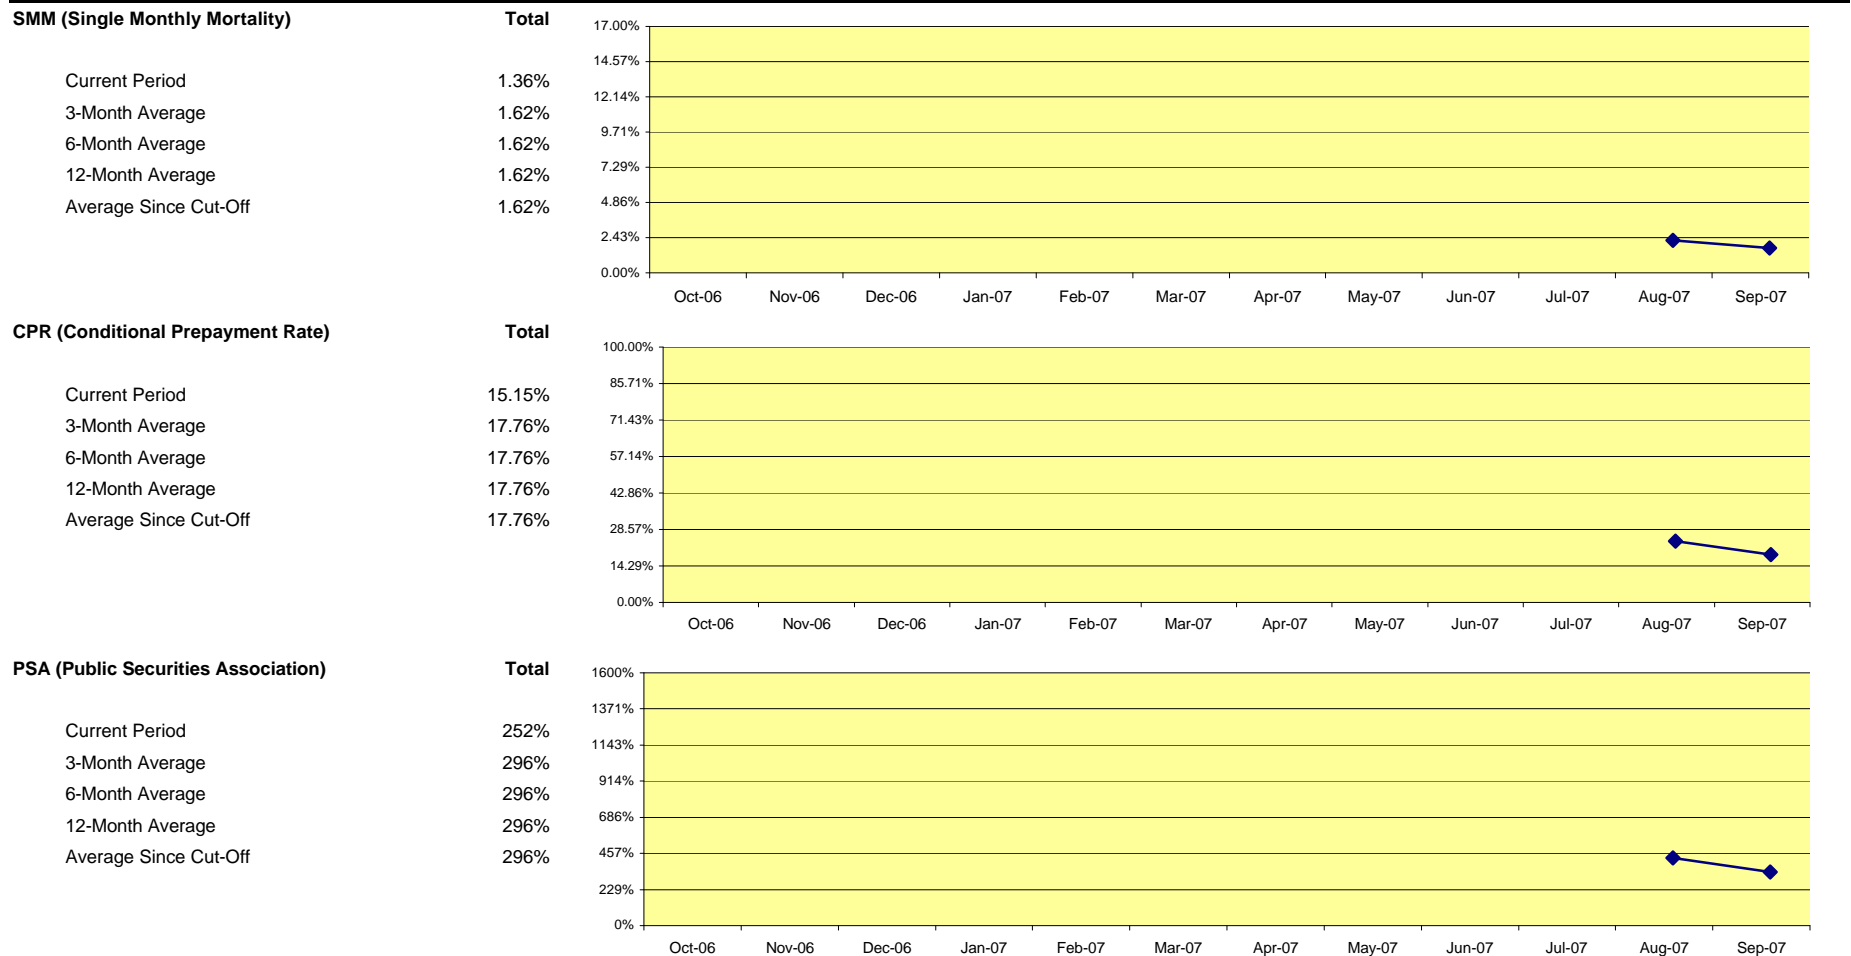 SMM (Single Monthly Mortality) Total
Current Period 1.36%
3-Month Average 1.62%
6-Month Average 1.62%
12-Month Average 1.62%
Average Since Cut-Off 1.62%
17.00%
14.57%
12.14%
9.71%
7.29%
4.86%
2.43%
0.00%
Oct-06 Nov-06 Dec-06 Jan-07 Feb-07 Mar-07 Apr-07 May-07 Jun-07 Jul-07 Aug-07 Sep-07
CPR (Conditional Prepayment Rate) Total
Current Period 15.15%
3-Month Average 17.76%
6-Month Average 17.76%
12-Month Average 17.76%
Average Since Cut-Off 17.76%
100.00%
85.71%
71.43%
57.14%
42.86%
28.57%
14.29%
0.00%
Oct-06 Nov-06 Dec-06 Jan-07 Feb-07 Mar-07 Apr-07 May-07 Jun-07 Jul-07 Aug-07 Sep-07
PSA (Public Securities Association) Total
Current Period 252%
3-Month Average 296%
6-Month Average 296%
12-Month Average 296%
Average Since Cut-Off 296%
1600%
1371%
1143%
914%
686%
457%
229%
0%
Oct-06 Nov-06 Dec-06 Jan-07 Feb-07 Mar-07 Apr-07 May-07 Jun-07 Jul-07 Aug-07 Sep-07